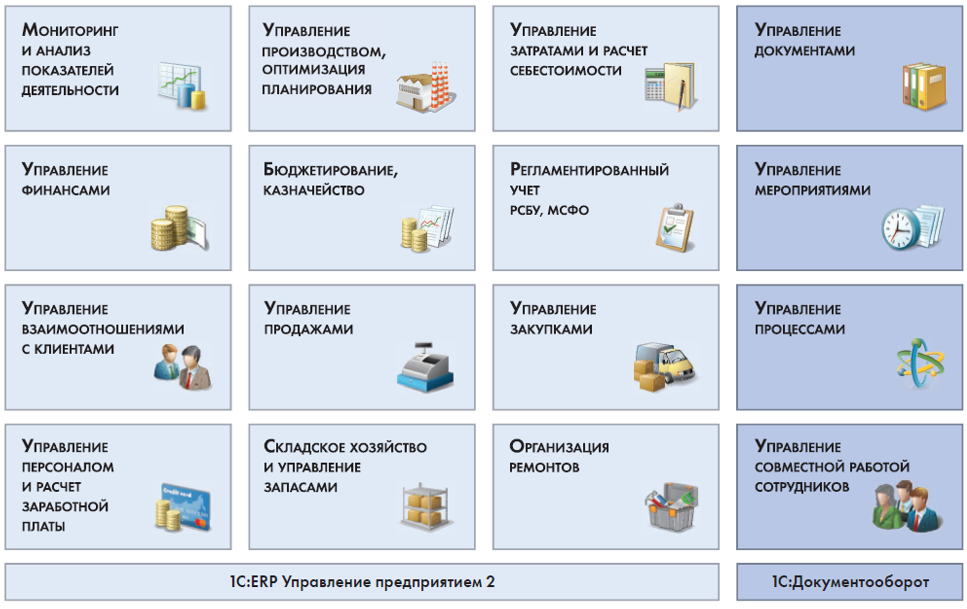 Мониторинг
и анализ
показателей
деятельности
Управление
производством,
оптимизация
планирования
Управление
затратами и расчет
себестоимости
Управление
документами
Управление
финансами
Бюджетирование,
казначейство
Регламентированный
учет
РСБУ, МСФО
Управление
мероприятиями
Управление
взаимоотношениями
с клиентами
Управление
продажами
Управление
закупками
Управление
процессами
Управление
персоналом
и расчет
заработной
платы
Credit card
Складское хозяйство
и управление
запасами
Организация
ремонтов
Управление
совместной работой
сотрудников
1С:ERP Управление предприятием 2
1С:Документооборот